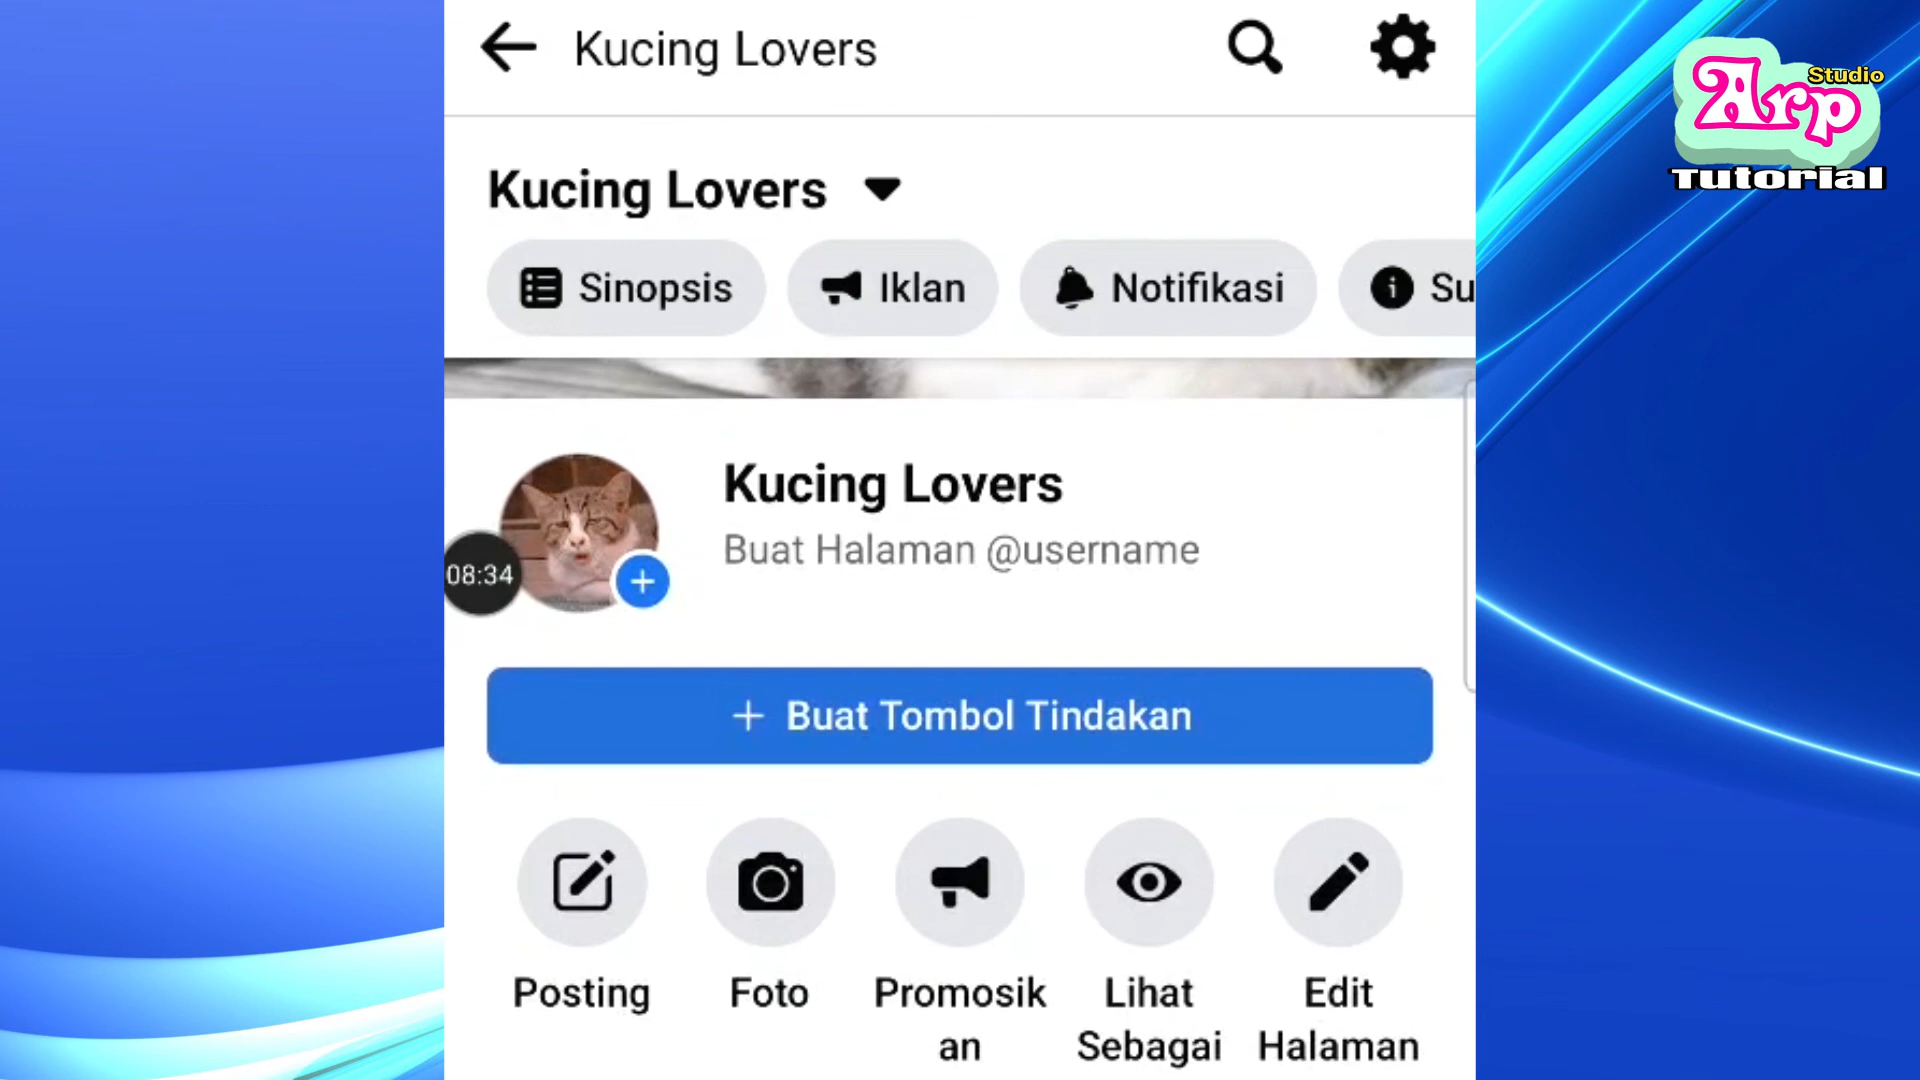 Kucing Lovers
Studio
Arp
Tutorial
Kucing Lovers
Sinopsis
Iklan
Notifikasi
Su
Kucing Lovers
Buat Halaman @username
08:34
+ Buat Tombol Tindakan
Posting
Foto
Promosik
an
Lihat
Sebagai
Edit
Halaman